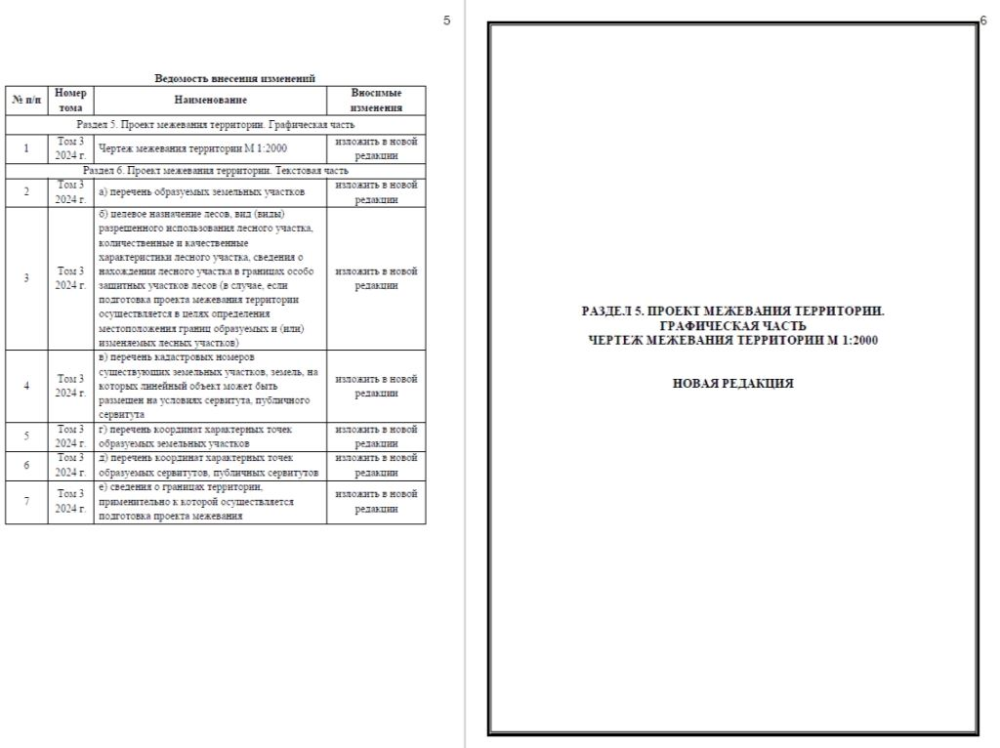 5
Ведомость внесения изменений
№ п/п
Номер
тома
Наименование
Вносимые
изменения
Раздел 5. Проект межевания территории. Графическая часть
1
Том 3
2024 г.
Чертеж межевания территории М 1:2000
изложить в новой
редакции
Раздел 6. Проект межевания территории. Текстовая часть
2
Том 3
2024 г.
а) перечень образуемых земельных участков
изложить в новой
редакции
3
Том 3
2024 г.
б) целевое назначение лесов, вид (виды)
разрешенного использования лесного участка,
количественные и качественные
характеристики лесного участка, сведения о
нахождении лесного участка в границах особо
защитных участков лесов (в случае, если
подготовка проекта межевания территории
осуществляется в целях определения
местоположения границ образуемых и (или)
изменяемых лесных участков)
изложить в новой
редакции
4
Том 3
2024 г.
в) перечень кадастровых номеров
существующих земельных участков, земель, на
которых линейный объект может быть
размещен на условиях сервитута, публичного
сервитута
изложить в новой
редакции
5
Том 3
2024 г.
г) перечень координат характерных точек
образуемых земельных участков
изложить в новой
редакции
6
Том 3
2024 г.
д) перечень координат характерных точек
образуемых сервитутов, публичных сервитутов
изложить в новой
редакции
7
Том 3
2024 г.
е) сведения о границах территории,
применительно к которой осуществляется
подготовка проекта межевания
изложить в новой
редакции
6
РАЗДЕЛ 5. ПРОЕКТ МЕЖЕВАНИЯ ТЕРРИТОРИИ.
ГРАФИЧЕСКАЯ ЧАСТЬ
ЧЕРТЕЖ МЕЖЕВАНИЯ ТЕРРИТОРИИ М 1:2000
НОВАЯ РЕДАКЦИЯ